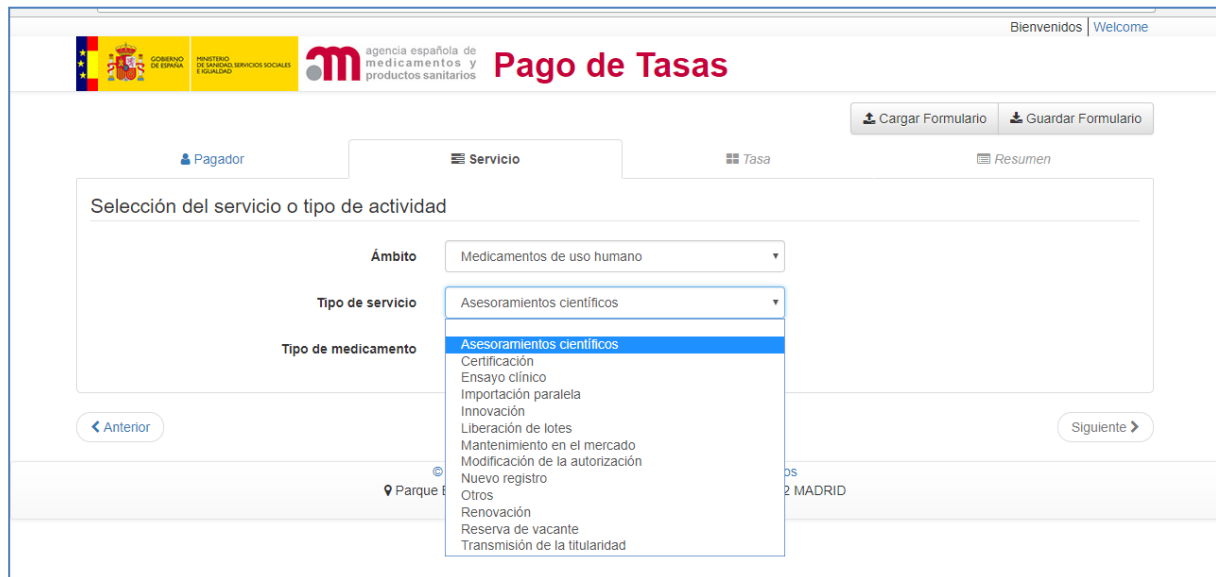 Bienvenidos | Welcome
GOBIERNO DE ESPAÑA
MINISTERIO DE SANIDAD, SERVICIOS SOCIALES E IGUALDAD
agencia española de
medicamentos y
productos sanitarios
Pago de Tasas
Cargar Formulario Guardar Formulario
Pagador Servicio Tasa Resumen
Selección del servicio o tipo de actividad
Ámbito Medicamentos de uso humano
Tipo de servicio Asesoramientos científicos
Tipo de medicamento
Asesoramientos científicos
Certificación
Ensayo clínico
Importación paralela
Innovación
Liberación de lotes
Mantenimiento en el mercado
Modificación de la autorización
Nuevo registro
Otros
Renovación
Reserva de vacante
Transmisión de la titularidad
Anterior Siguiente
©
Parque MADRID